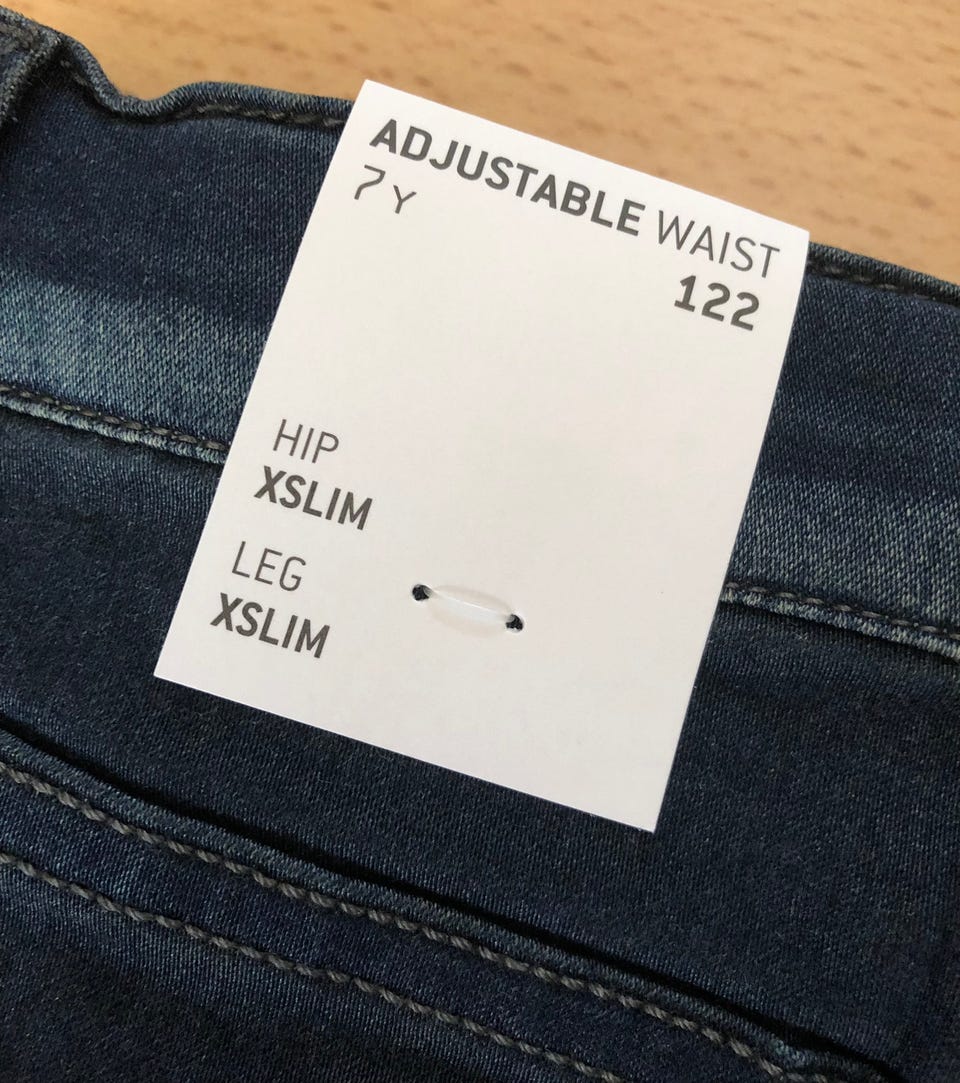 ADJUSTABLE WAIST
7Y
122
HIP
XSLIM
LEG
XSLIM